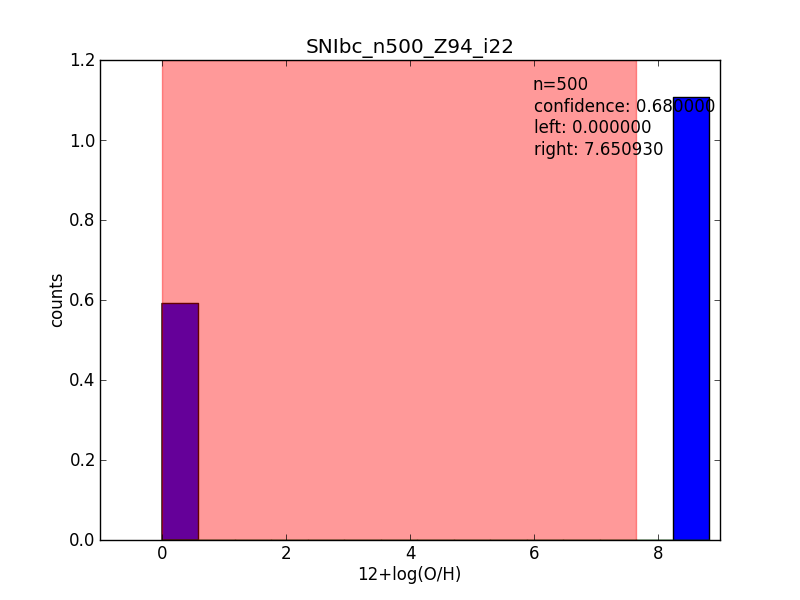 SNIbc_n500_Z94_i22
1.2
1.0
0.8
0.6
0.4
0.2
0.0
counts
n=500
confidence: 0.680000
left: 0.000000
right: 7.650930
0 2 4 6 8
12+log(O/H)